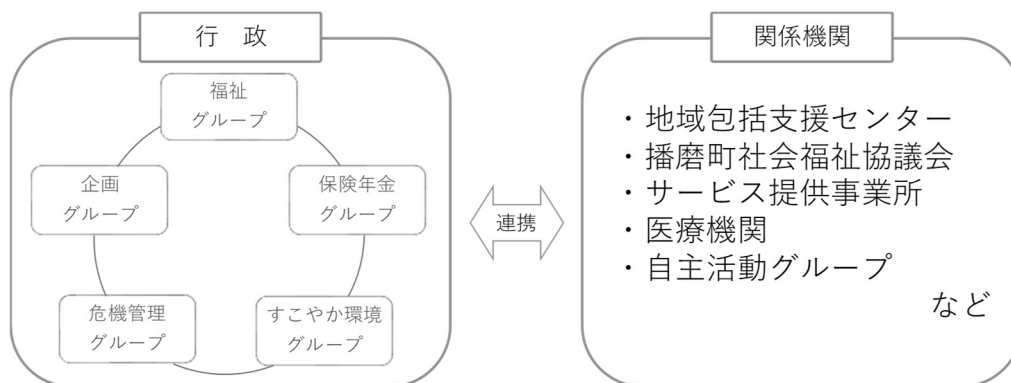 行　政
福祉
グループ
企画
グループ
保険年金
グループ
危機管理
グループ
すこやか環境
グループ
連携
関係機関
・地域包括支援センター
・播磨町社会福祉協議会
・サービス提供事業所
・医療機関
・自主活動グループ
など